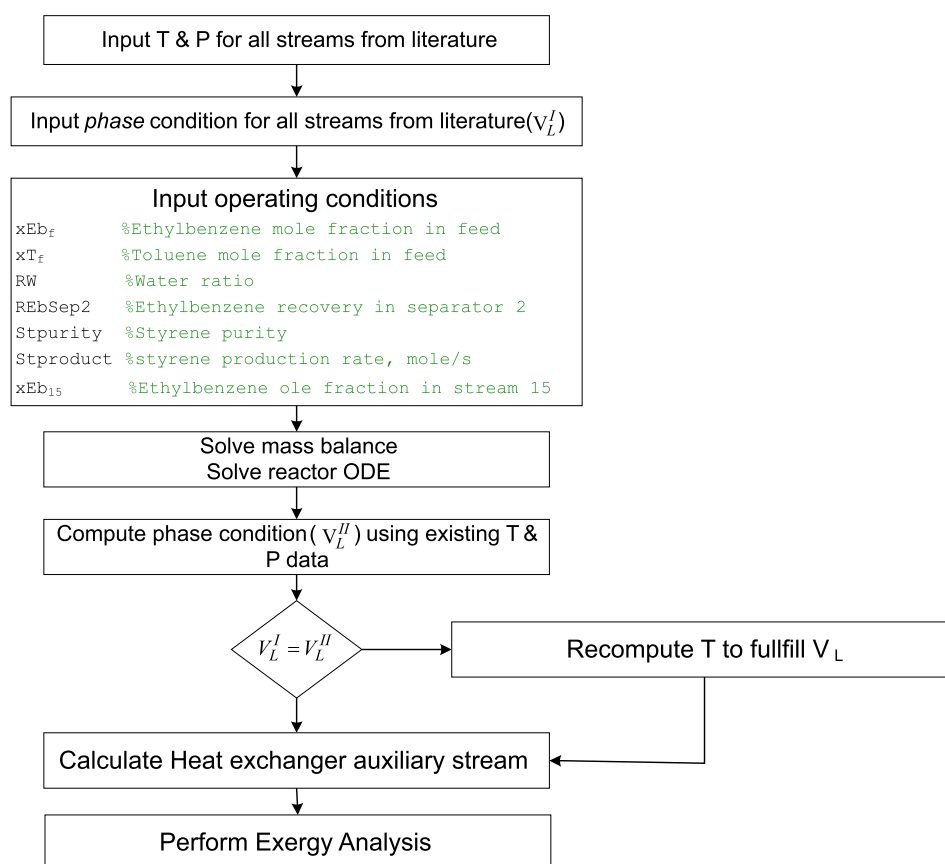 Input T & P for all streams from literature
Input phase condition for all streams from literature(V_L^I)
Input operating conditions
xEb_f %Ethylbenzene mole fraction in feed
xT_f %Toluene mole fraction in feed
RW %Water ratio
REbSep2 %Ethylbenzene recovery in separator 2
Stpurity %Styrene purity
Stproduct %styrene production rate, mole/s
xEb_15 %Ethylbenzene ole fraction in stream 15
Solve mass balance
Solve reactor ODE
Compute phase condition( V_L^II ) using existing T &
P data
V_L^I = V_L^II
Recompute T to fullfill V_L
Calculate Heat exchanger auxiliary stream
Perform Exergy Analysis